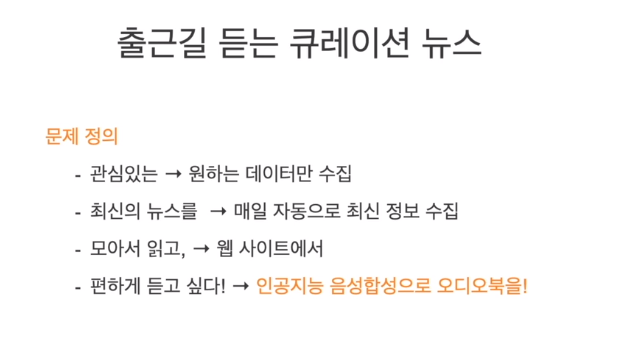 출근길 듣는 큐레이션 뉴스
문제 정의
- 관심있는 → 원하는 데이터만 수집
- 최신의 뉴스를 → 매일 자동으로 최신 정보 수집
- 모아서 읽고, → 웹 사이트에서
- 편하게 듣고 싶다! → 인공지능 음성합성으로 오디오북을!